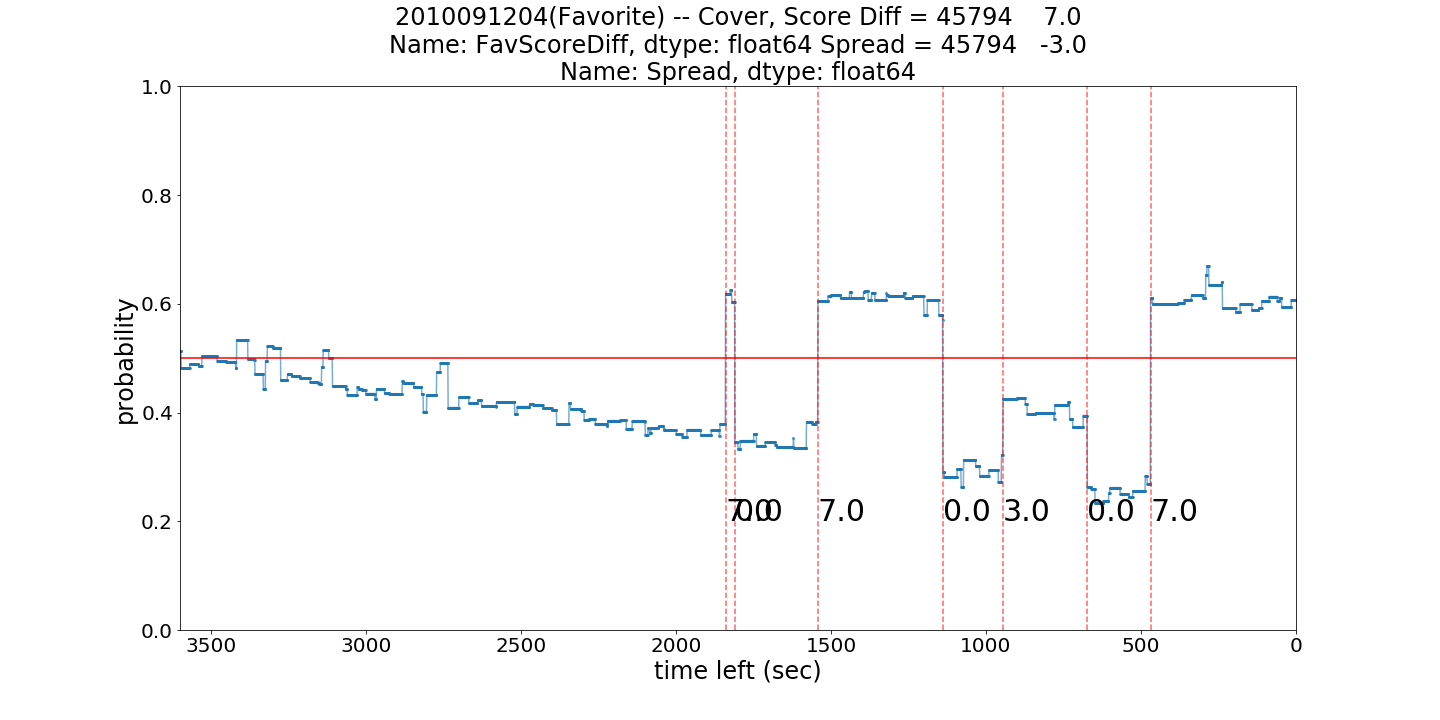 2010091204(Favorite) -- Cover, Score Diff = 45794    7.0
Name: FavScoreDiff, dtype: float64 Spread = 45794   -3.0
Name: Spread, dtype: float64
1.0
0.8
0.6
0.4
0.2
0.0
probability
7.0 0.0 7.0 0.0 3.0 0.0 7.0
3500 3000 2500 2000 1500 1000 500 0
time left (sec)